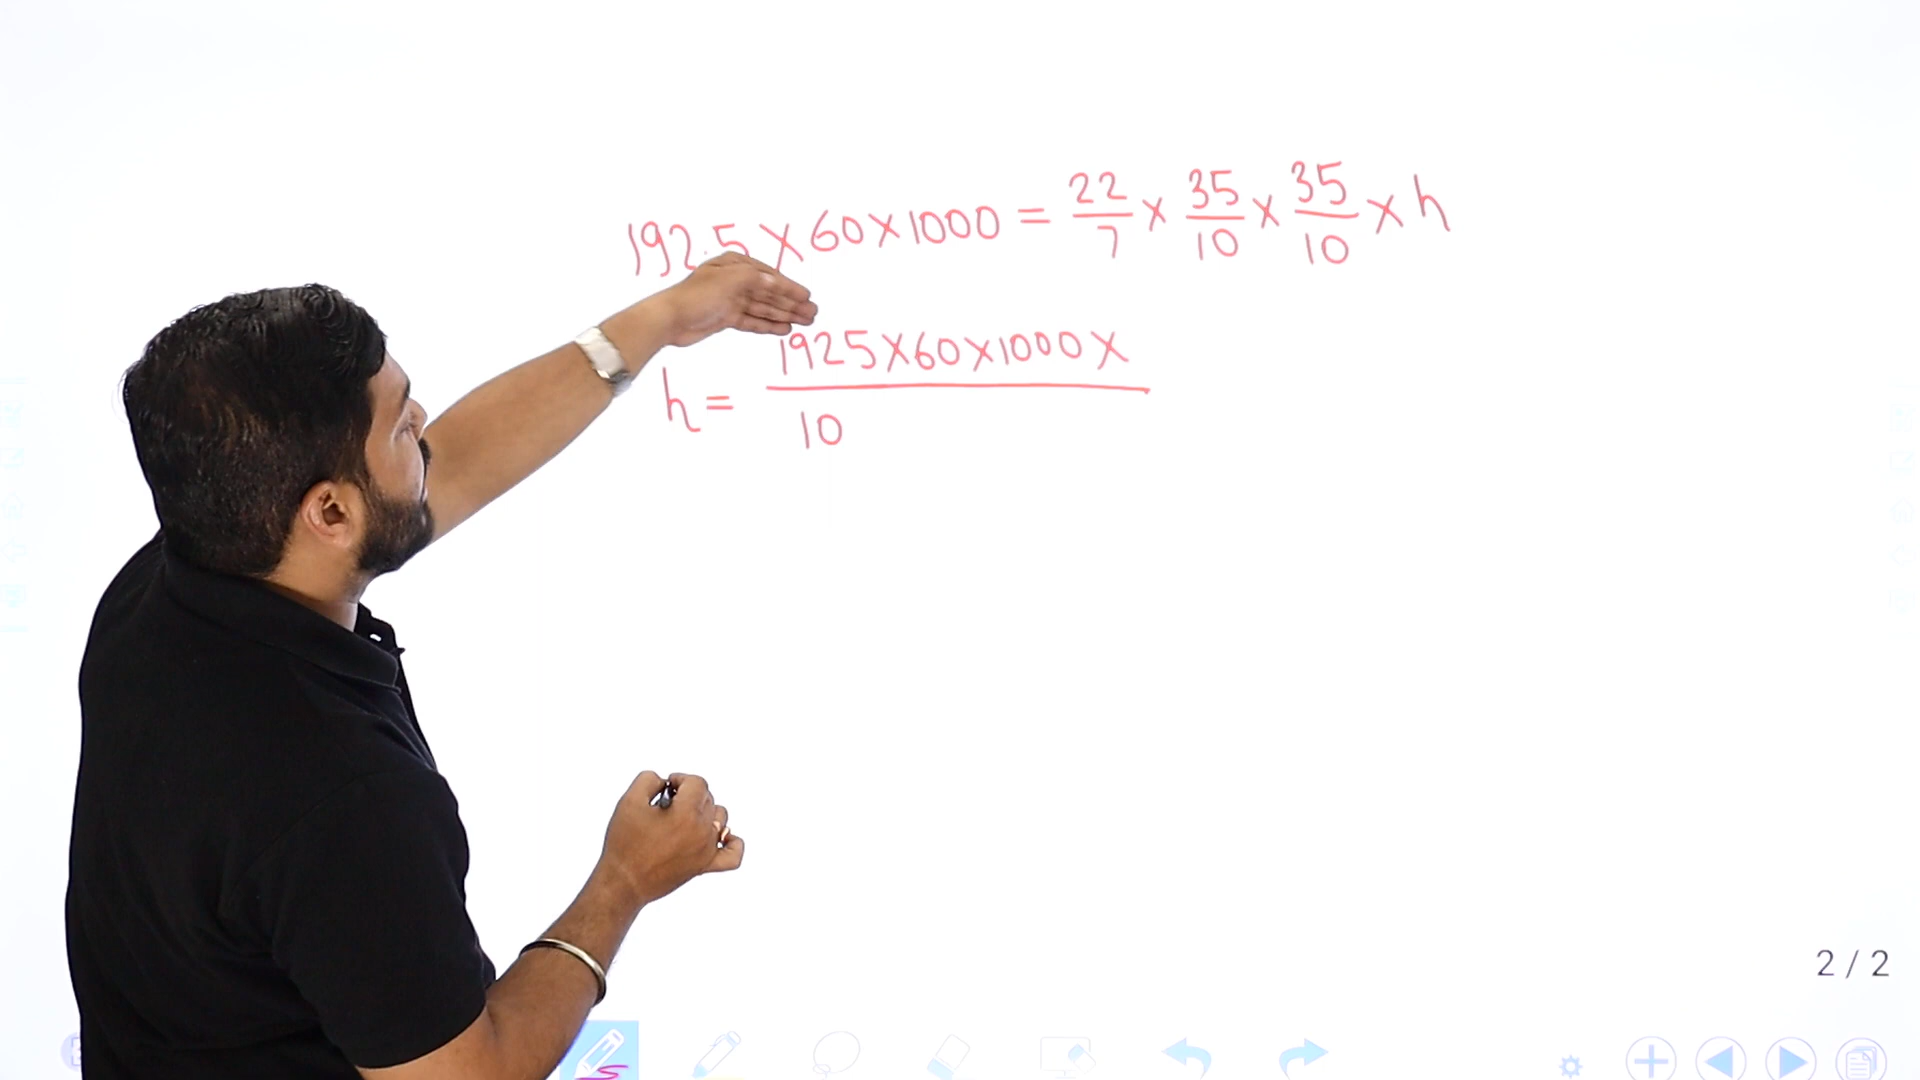 192.5 × 60 × 1000 = 22/7 × 35/10 × 35/10 × h
h = 1925 × 60 × 1000 × / 10
2 / 2